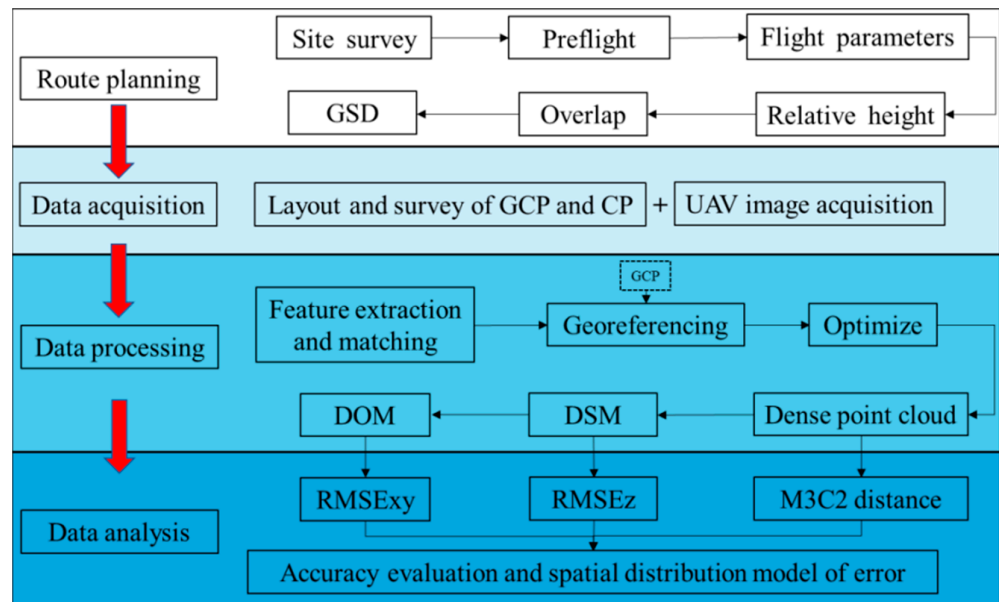 Route planning
Site survey
Preflight
Flight parameters
GSD
Overlap
Relative height
Data acquisition
Layout and survey of GCP and CP
+
UAV image acquisition
Data processing
GCP
Feature extraction
and matching
Georeferencing
Optimize
DOM
DSM
Dense point cloud
Data analysis
RMSExy
RMSEz
M3C2 distance
Accuracy evaluation and spatial distribution model of error